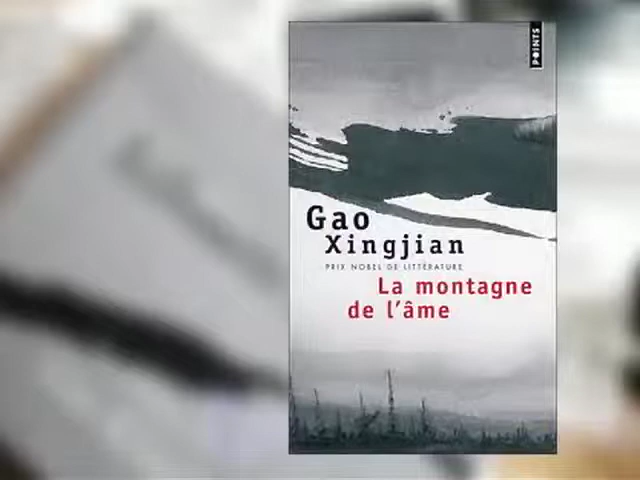 POINTS
Gao
Xingjian
PRIX NOBEL DE LITTÉRATURE
La montagne
de l'âme